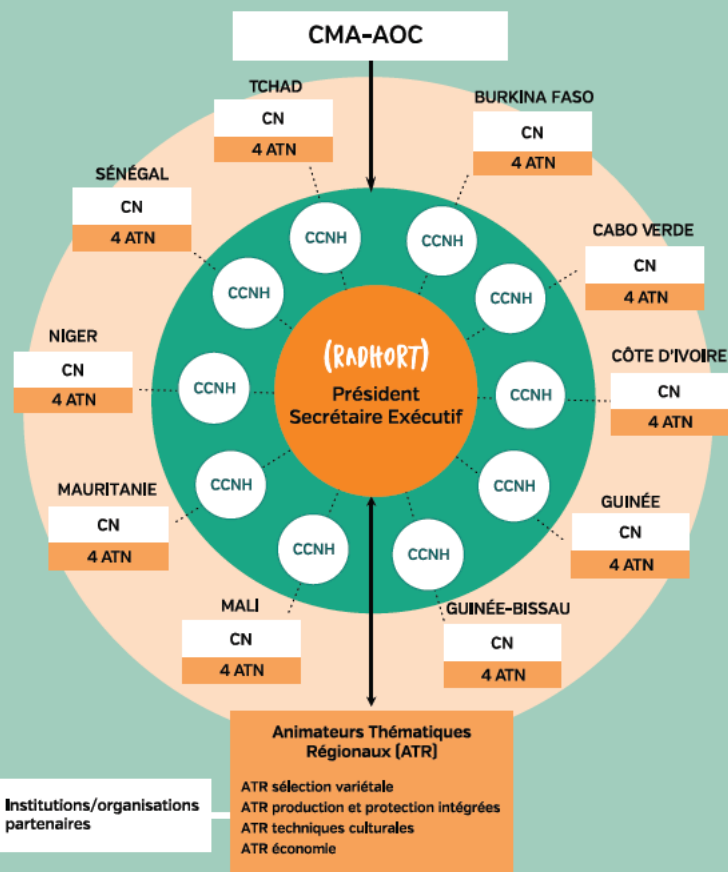 CMA-AOC
TCHAD
CN
4 ATN
BURKINA FASO
CN
4 ATN
SÉNÉGAL
CN
4 ATN
CABO VERDE
CN
4 ATN
NIGER
CN
4 ATN
CÔTE D'IVOIRE
CN
4 ATN
MAURITANIE
CN
4 ATN
GUINÉE
CN
4 ATN
MALI
CN
4 ATN
GUINÉE-BISSAU
CN
4 ATN
CCNH
CCNH
CCNH
CCNH
CCNH
CCNH
CCNH
CCNH
CCNH
CCNH
(RADHORT)
Président
Secrétaire Exécutif
Animateurs Thématiques
Régionaux (ATR)
ATR sélection variétale
ATR production et protection intégrées
ATR techniques culturales
ATR économie
Institutions/organisations
partenaires